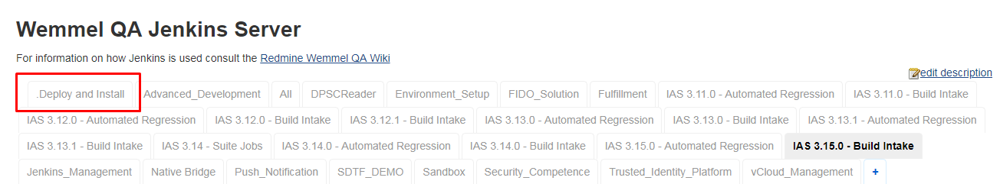 Wemmel QA Jenkins Server
For information on how Jenkins is used consult the Redmine Wemmel QA Wiki
edit description
.Deploy and Install Advanced_Development All DPSCReader Environment_Setup FIDO_Solution Fulfillment IAS 3.11.0 - Automated Regression IAS 3.11.0 - Build Intake
IAS 3.12.0 - Automated Regression IAS 3.12.0 - Build Intake IAS 3.12.1 - Build Intake IAS 3.13.0 - Automated Regression IAS 3.13.0 - Build Intake IAS 3.13.1 - Automated Regression
IAS 3.13.1 - Build Intake IAS 3.14 - Suite Jobs IAS 3.14.0 - Automated Regression IAS 3.14.0 - Build Intake IAS 3.15.0 - Automated Regression IAS 3.15.0 - Build Intake
Jenkins_Management Native Bridge Push_Notification SDTF_DEMO Sandbox Security_Competence Trusted_Identity_Platform vCloud_Management +